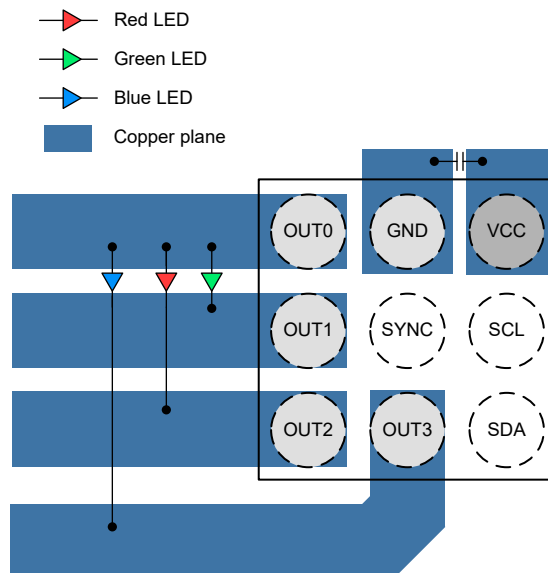 Red LED
Green LED
Blue LED
Copper plane
OUT0 GND VCC
OUT1 SYNC SCL
OUT2 OUT3 SDA